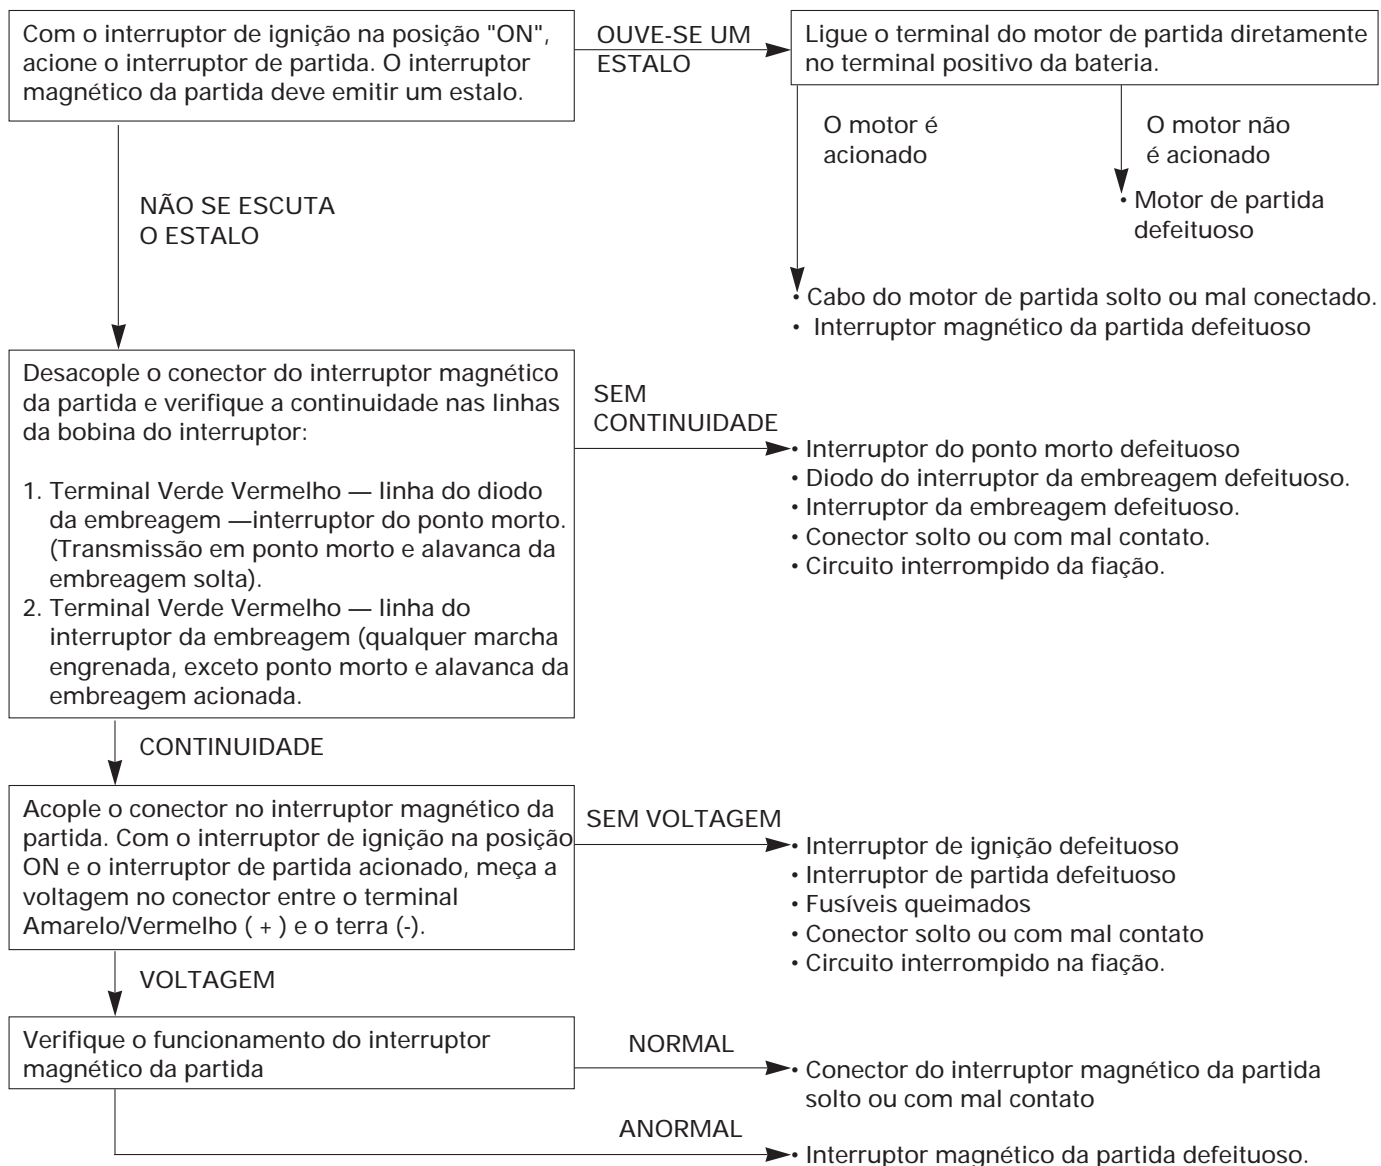 Com o interruptor de ignição na posição "ON",
acione o interruptor de partida. O interruptor
magnético da partida deve emitir um estalo.
OUVE-SE UM
ESTALO
Ligue o terminal do motor de partida diretamente
no terminal positivo da bateria.
O motor é
acionado
O motor não
é acionado
• Motor de partida
defeituoso
NÃO SE ESCUTA
O ESTALO
• Cabo do motor de partida solto ou mal conectado.
• Interruptor magnético da partida defeituoso
Desacople o conector do interruptor magnético
da partida e verifique a continuidade nas linhas
da bobina do interruptor:
1. Terminal Verde Vermelho — linha do diodo
da embreagem —interruptor do ponto morto.
(Transmissão em ponto morto e alavanca da
embreagem solta).
2. Terminal Verde Vermelho — linha do
interruptor da embreagem (qualquer marcha
engrenada, exceto ponto morto e alavanca da
embreagem acionada.
SEM
CONTINUIDADE
• Interruptor do ponto morto defeituoso
• Diodo do interruptor da embreagem defeituoso.
• Interruptor da embreagem defeituoso.
• Conector solto ou com mal contato.
• Circuito interrompido da fiação.
CONTINUIDADE
Acople o conector no interruptor magnético da
partida. Com o interruptor de ignição na posição
ON e o interruptor de partida acionado, meça a
voltagem no conector entre o terminal
Amarelo/Vermelho ( + ) e o terra (-).
SEM VOLTAGEM
• Interruptor de ignição defeituoso
• Interruptor de partida defeituoso
• Fusíveis queimados
• Conector solto ou com mal contato
• Circuito interrompido na fiação.
VOLTAGEM
Verifique o funcionamento do interruptor
magnético da partida
NORMAL
• Conector do interruptor magnético da partida
solto ou com mal contato
ANORMAL
• Interruptor magnético da partida defeituoso.